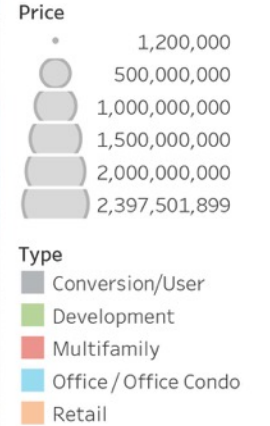 Price
1,200,000
500,000,000
1,000,000,000
1,500,000,000
2,000,000,000
2,397,501,899
Type
Conversion/User
Development
Multifamily
Office / Office Condo
Retail